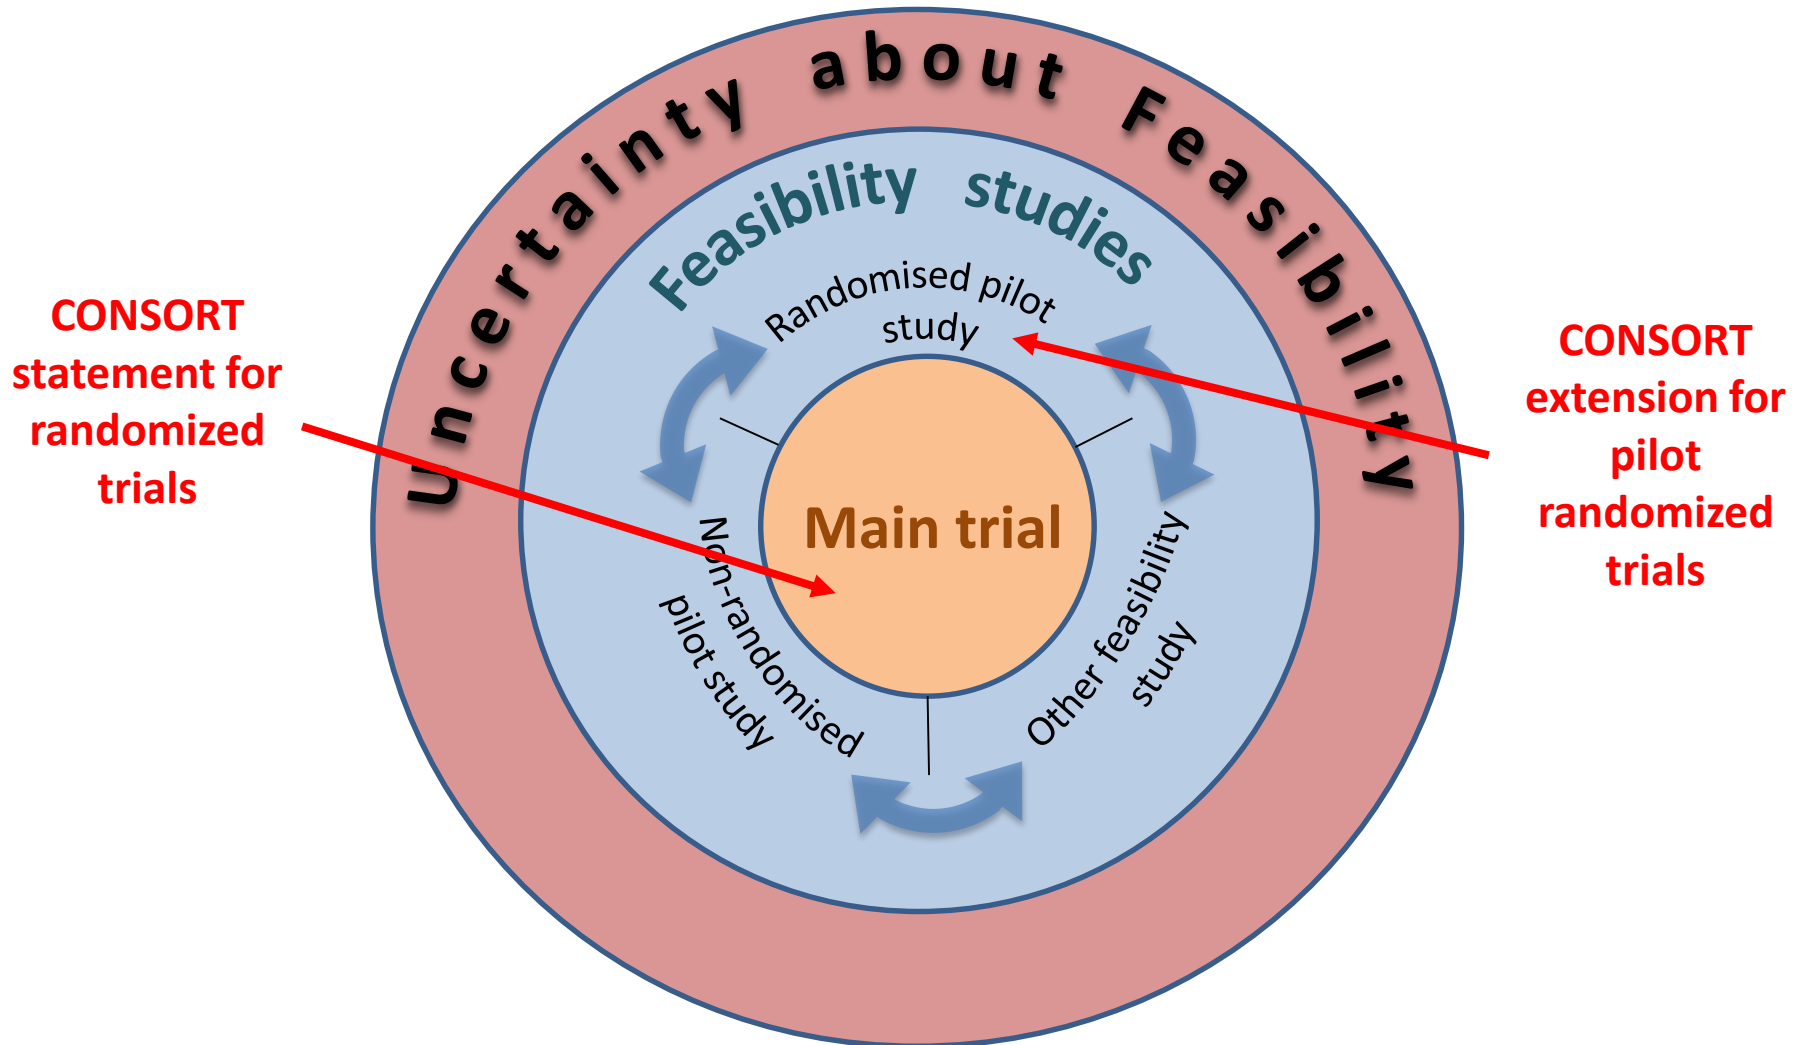 Uncertainty about Feasibility
Feasibility studies
Randomised pilot
study
CONSORT
statement for
randomized
trials
CONSORT
extension for
pilot
randomized
trials
Main trial
Non-randomised
pilot study
Other feasibility
study